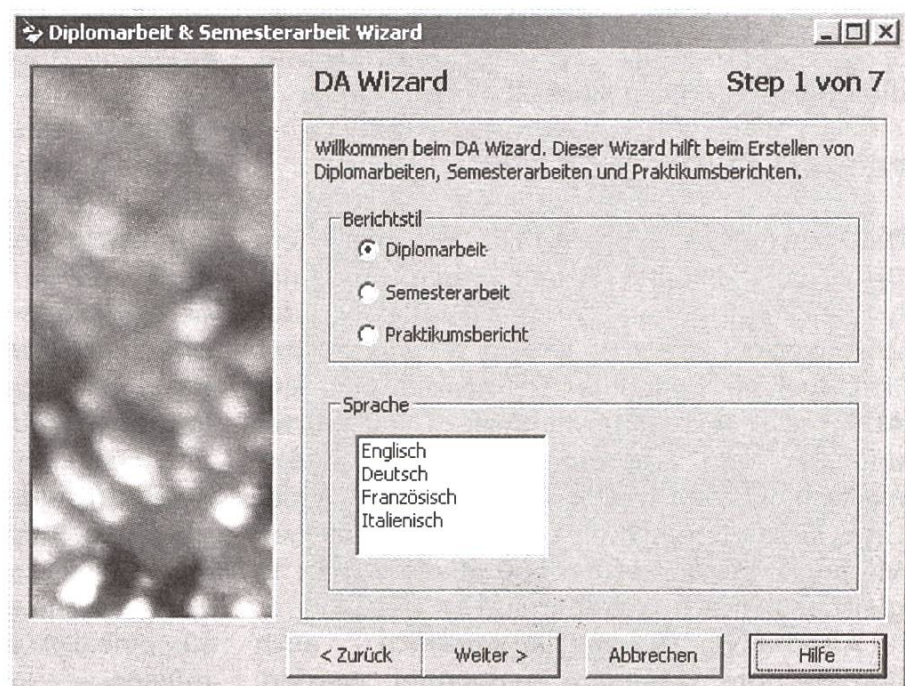 Diplomarbeit & Semesterarbeit Wizard
DA Wizard
Step 1 von 7
Willkommen beim DA Wizard. Dieser Wizard hilft beim Erstellen von
Diplomarbeiten, Semesterarbeiten und Praktikumsberichten.
Berichtstil
Diplomarbeit
Semesterarbeit
Praktikumsbericht
Sprache
Englisch
Deutsch
Französisch
Italienisch
< Zurück
Weiter >
Abbrechen
Hilfe